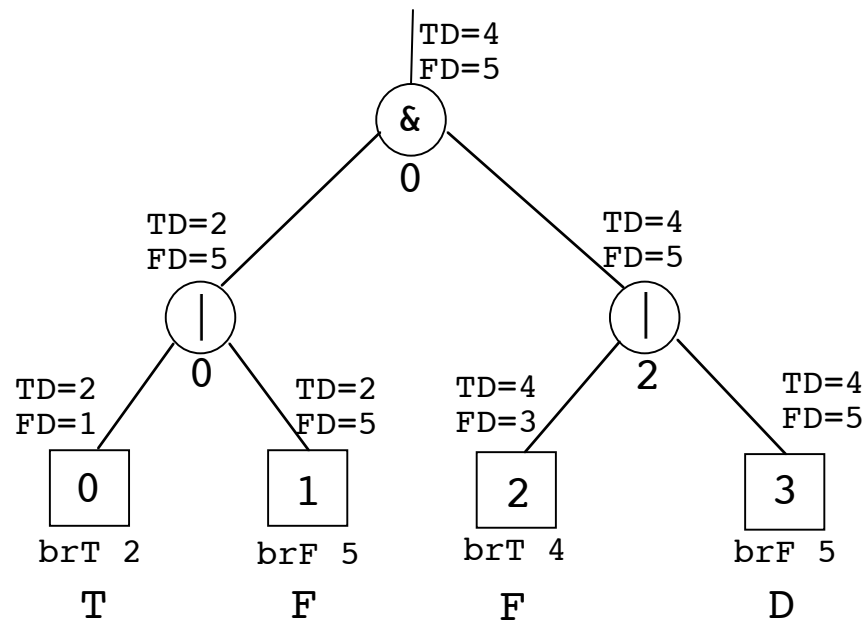 TD=4
FD=5
&
0
TD=2
FD=5
TD=4
FD=5
|
0
|
2
TD=2
FD=1
TD=2
FD=5
TD=4
FD=3
TD=4
FD=5
0
1
2
3
brT 2
brF 5
brT 4
brF 5
T
F
F
D